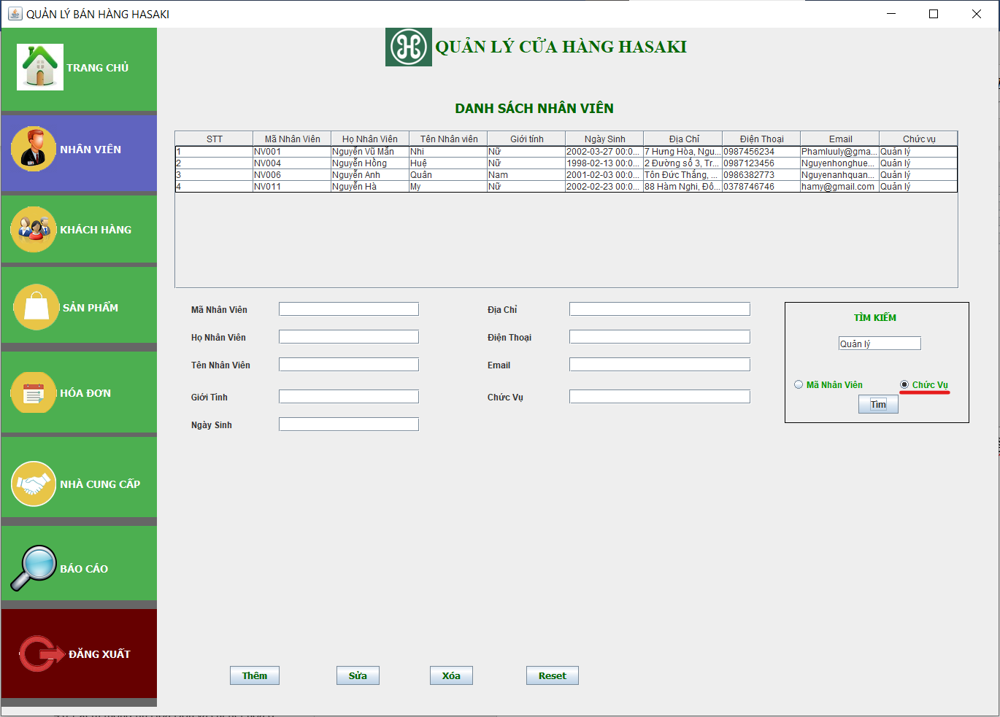 QUẢN LÝ BÁN HÀNG HASAKI
QUẢN LÝ CỬA HÀNG HASAKI
TRANG CHỦ
NHÂN VIÊN
KHÁCH HÀNG
SẢN PHẨM
HÓA ĐƠN
NHÀ CUNG CẤP
BÁO CÁO
ĐĂNG XUẤT
DANH SÁCH NHÂN VIÊN
STT Mã Nhân Viên Họ Nhân Viên Tên Nhân viên Giới tính Ngày Sinh Địa Chỉ Điện Thoại Email Chức vụ
1 NV001 Nguyễn Vũ Mẫn Nhi Nữ 2002-03-27 00:0... 7 Hưng Hòa, Ngu... 0987456234 Phamluuly@gma... Quản lý
2 NV004 Nguyễn Hồng Huệ Nữ 1998-02-13 00:0... 2 Đường số 3, Tr... 0987123456 Nguyenhonghue... Quản lý
3 NV006 Nguyễn Anh Quân Nam 2001-02-03 00:0... Tôn Đức Thắng, ... 0986382773 Nguyenanhquan... Quản lý
4 NV011 Nguyễn Hà My Nữ 2002-02-23 00:0... 88 Hàm Nghi, Đô... 0378746746 hamy@gmail.com Quản lý
Mã Nhân Viên
Họ Nhân Viên
Tên Nhân Viên
Giới Tính
Ngày Sinh
Địa Chỉ
Điện Thoại
Email
Chức Vụ
TÌM KIẾM
Quản lý
Mã Nhân Viên Chức Vụ
Tìm
Thêm Sửa Xóa Reset